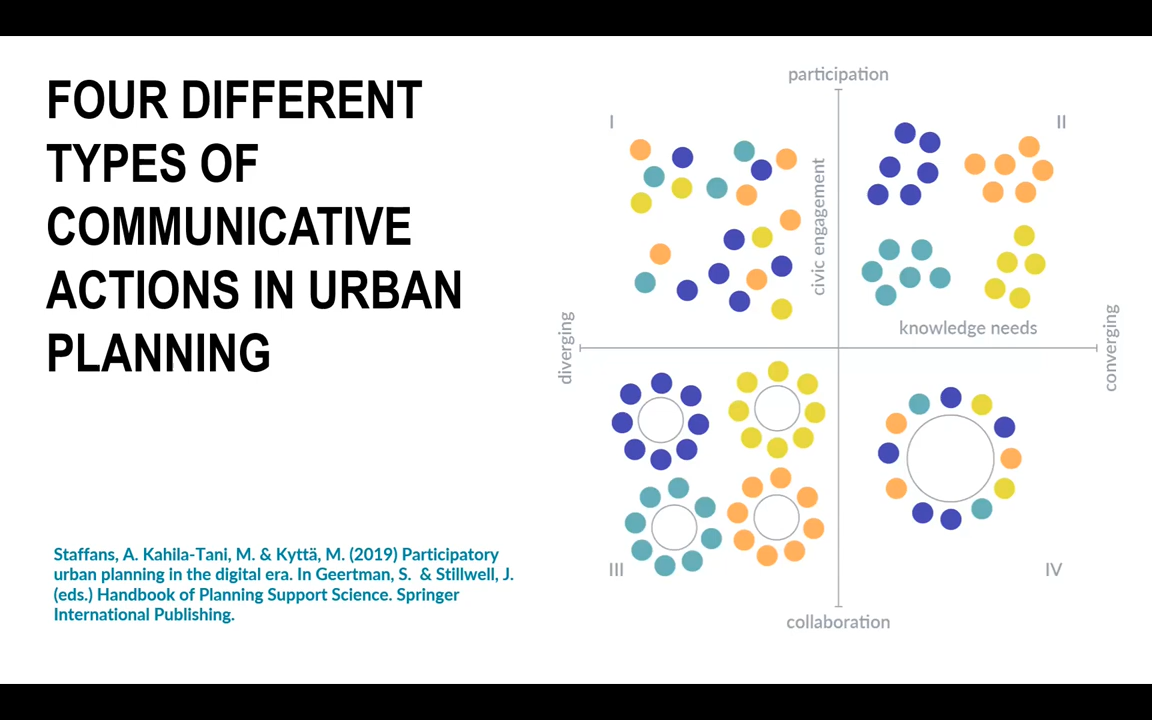 FOUR DIFFERENT
TYPES OF
COMMUNICATIVE
ACTIONS IN URBAN
PLANNING
Staffans, A. Kahila-Tani, M. & Kyttä, M. (2019) Participatory
urban planning in the digital era. In Geertman, S. & Stillwell, J.
(eds.) Handbook of Planning Support Science. Springer
International Publishing.
participation
I
II
civic engagement
knowledge needs
diverging
converging
III
IV
collaboration